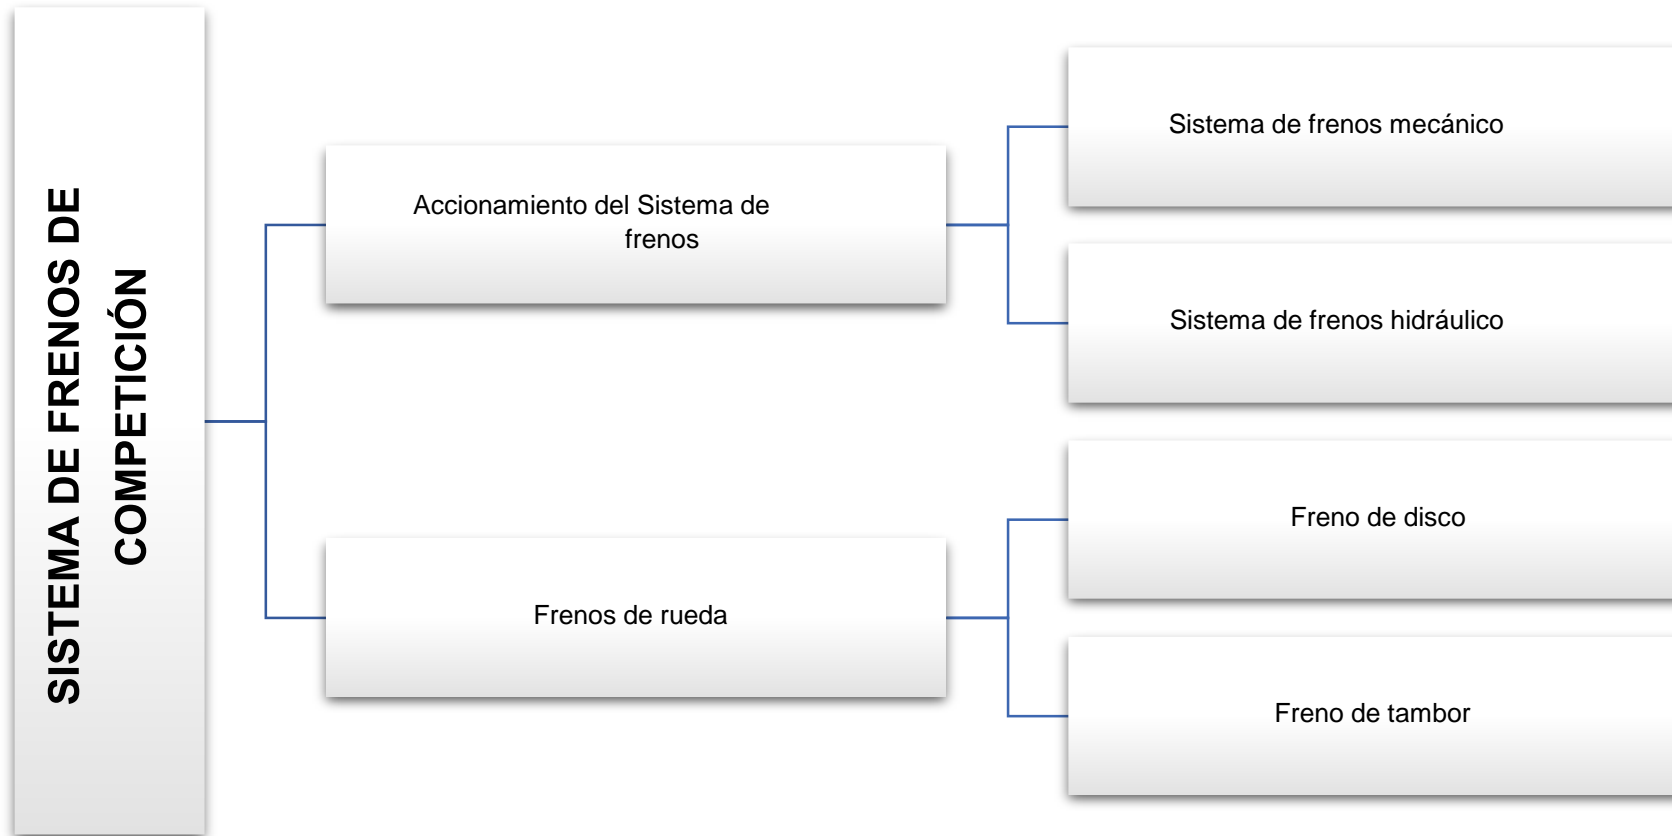 SISTEMA DE FRENOS DE
COMPETICIÓN
Accionamiento del Sistema de
frenos
Sistema de frenos mecánico
Sistema de frenos hidráulico
Frenos de rueda
Freno de disco
Freno de tambor